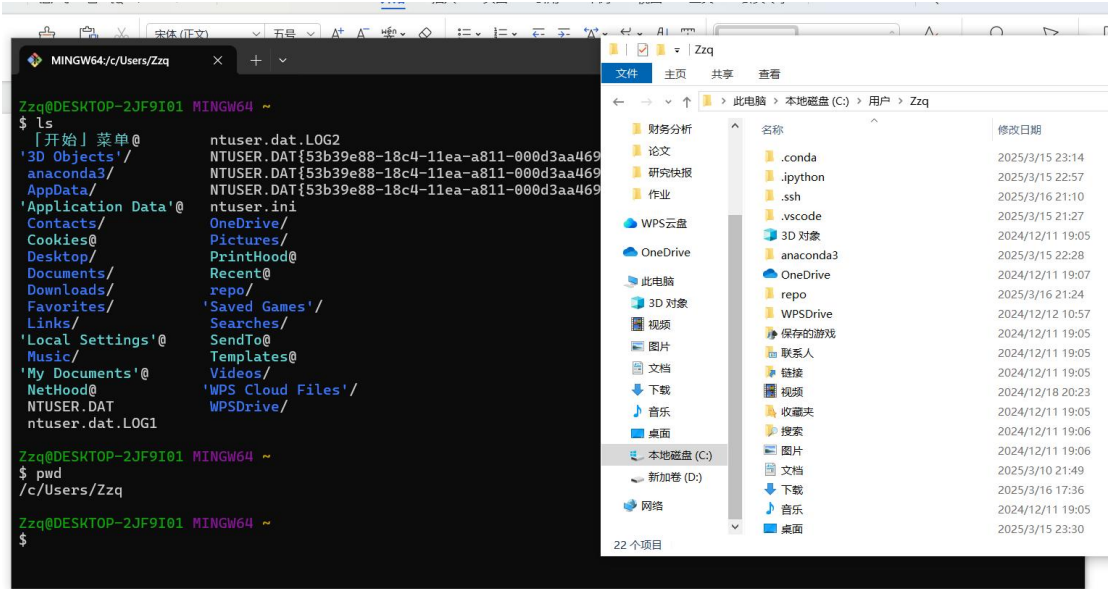 宋体 (正文)
五号
MINGW64:/c/Users/Zzq
Zzq@DESKTOP-2JF9I01 MINGW64 ~
$ ls
「开始」菜单@ ntuser.dat.LOG2
'3D Objects'/ NTUSER.DAT{53b39e88-18c4-11ea-a811-000d3aa469
anaconda3/ NTUSER.DAT{53b39e88-18c4-11ea-a811-000d3aa469
AppData/ NTUSER.DAT{53b39e88-18c4-11ea-a811-000d3aa469
'Application Data'@ ntuser.ini
Contacts/ OneDrive/
Cookies@ Pictures/
Desktop/ PrintHood@
Documents/ Recent@
Downloads/ repo/
Favorites/ 'Saved Games'/
Links/ Searches/
'Local Settings'@ SendTo@
Music/ Templates@
'My Documents'@ Videos/
NetHood@ 'WPS Cloud Files'/
NTUSER.DAT WPSDrive/
ntuser.dat.LOG1
Zzq@DESKTOP-2JF9I01 MINGW64 ~
$ pwd
/c/Users/Zzq
Zzq@DESKTOP-2JF9I01 MINGW64 ~
$
Zzq
文件 主页 共享 查看
此电脑 > 本地磁盘 (C:) > 用户 > Zzq
财务分析
论文
研究快报
作业
WPS云盘
OneDrive
此电脑
3D 对象
视频
图片
文档
下载
音乐
桌面
本地磁盘 (C:)
新加卷 (D:)
网络
名称 修改日期
.conda 2025/3/15 23:14
.ipython 2025/3/15 22:57
.ssh 2025/3/16 21:10
.vscode 2025/3/15 21:27
3D 对象 2024/12/11 19:05
anaconda3 2025/3/15 22:28
OneDrive 2024/12/11 19:07
repo 2025/3/16 21:24
WPSDrive 2024/12/12 10:57
保存的游戏 2024/12/11 19:05
联系人 2024/12/11 19:05
链接 2024/12/11 19:05
视频 2024/12/18 20:23
收藏夹 2024/12/11 19:05
搜索 2024/12/11 19:06
图片 2024/12/11 19:06
文档 2025/3/10 21:49
下载 2025/3/16 17:36
音乐 2024/12/11 19:05
桌面 2025/3/15 23:30
22 个项目